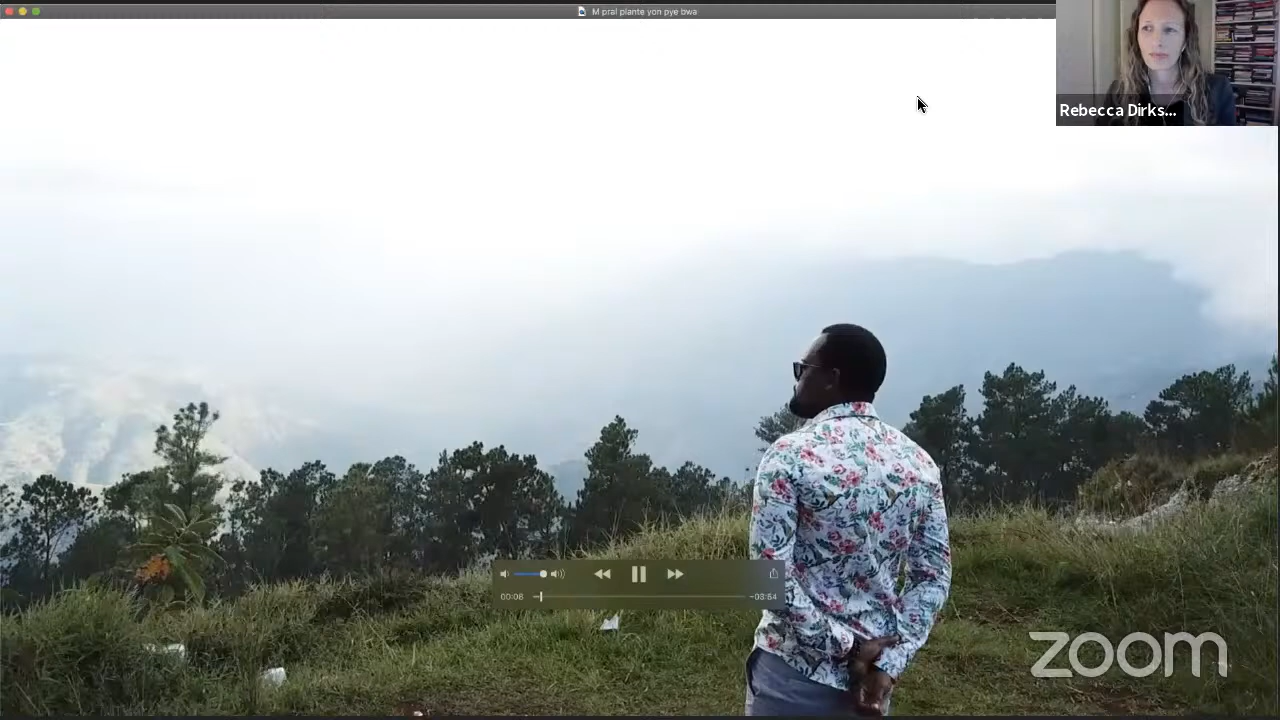 M pral plante yon pye bwa
Rebecca Dirks...
00:08
-03:54
zoom